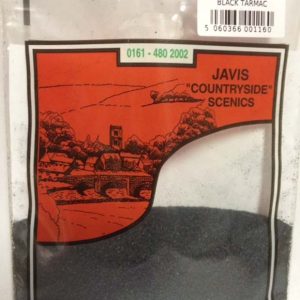 BLACK TARMAC
5 060366 001160
0161 - 480 2002
JAVIS
"COUNTRYSIDE"
SCENICS